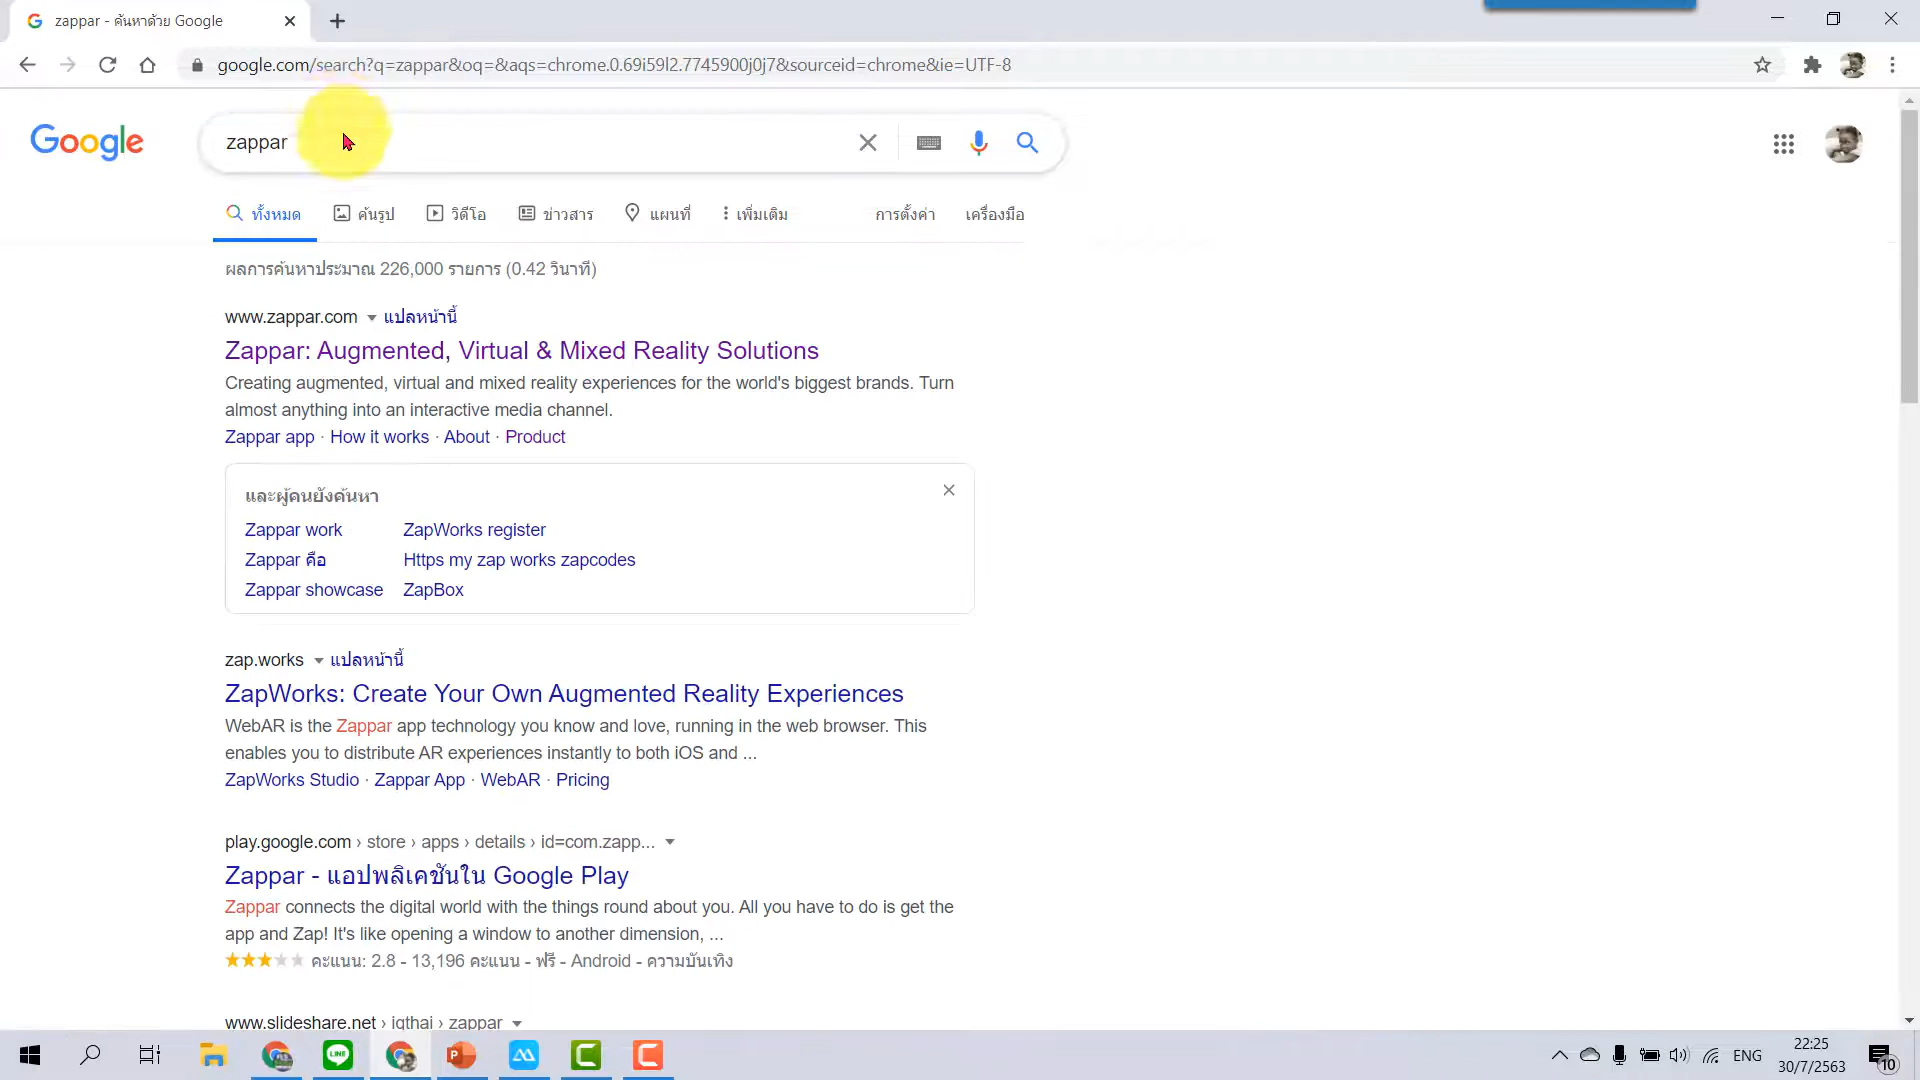 zappar - ค้นหาด้วย Google
google.com/search?q=zappar&oq=&aqs=chrome.0.69i59l2.7745900j0j7&sourceid=chrome&ie=UTF-8
Google
zappar
ทั้งหมด ค้นรูป วิดีโอ ข่าวสาร แผนที่ เพิ่มเติม การตั้งค่า เครื่องมือ
ผลการค้นหาประมาณ 226,000 รายการ (0.42 วินาที)
www.zappar.com แปลหน้านี้
Zappar: Augmented, Virtual & Mixed Reality Solutions
Creating augmented, virtual and mixed reality experiences for the world's biggest brands. Turn
almost anything into an interactive media channel.
Zappar app · How it works · About · Product
และผู้คนยังค้นหา
Zappar work ZapWorks register
Zappar คือ Https my zap works zapcodes
Zappar showcase ZapBox
zap.works แปลหน้านี้
ZapWorks: Create Your Own Augmented Reality Experiences
WebAR is the Zappar app technology you know and love, running in the web browser. This
enables you to distribute AR experiences instantly to both iOS and ...
ZapWorks Studio · Zappar App · WebAR · Pricing
play.google.com › store › apps › details › id=com.zapp...
Zappar - แอปพลิเคชันใน Google Play
Zappar connects the digital world with the things round about you. All you have to do is get the
app and Zap! It's like opening a window to another dimension, ...
คะแนน: 2.8 - 13,196 คะแนน - ฟรี - Android - ความบันเทิง
www.slideshare.net › iqthai › zappar
LINE
ENG
22:25
30/7/2563
10